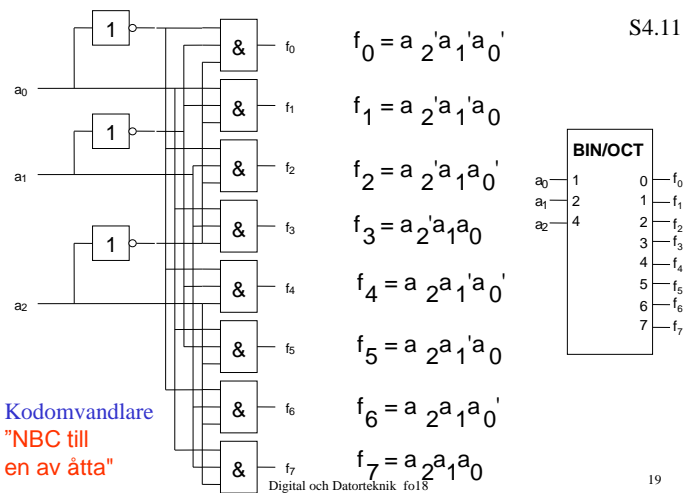 S4.11
1
1
1
a0
a1
a2
&
&
&
&
&
&
&
&
f0
f1
f2
f3
f4
f5
f6
f7
f0 = a2'a1'a0'
f1 = a2'a1'a0
f2 = a2'a1a0'
f3 = a2'a1a0
f4 = a2a1'a0'
f5 = a2a1'a0
f6 = a2a1a0'
f7 = a2a1a0
BIN/OCT
a0 1 0 f0
a1 2 1 f1
a2 4 2 f2
3 f3
4 f4
5 f5
6 f6
7 f7
Kodomvandlare
"NBC till
en av åtta"
Digital och Datorteknik fo18
19